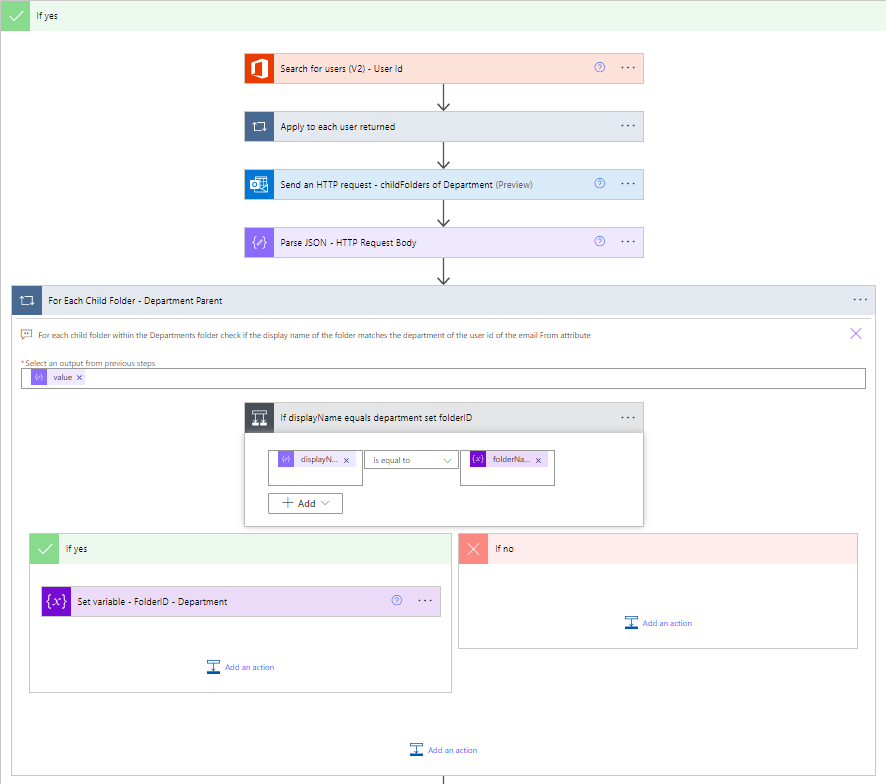 If yes
Search for users (V2) - User Id
Apply to each user returned
Send an HTTP request - childFolders of Department (Preview)
Parse JSON - HTTP Request Body
For Each Child Folder - Department Parent
For each child folder within the Departments folder check if the display name of the folder matches the department of the user id of the email From attribute
*Select an output from previous steps
value ×
If displayName equals department set folderID
displayN... × is equal to folderNa... ×
+ Add
If yes
If no
Set variable - FolderID - Department
Add an action
Add an action
Add an action